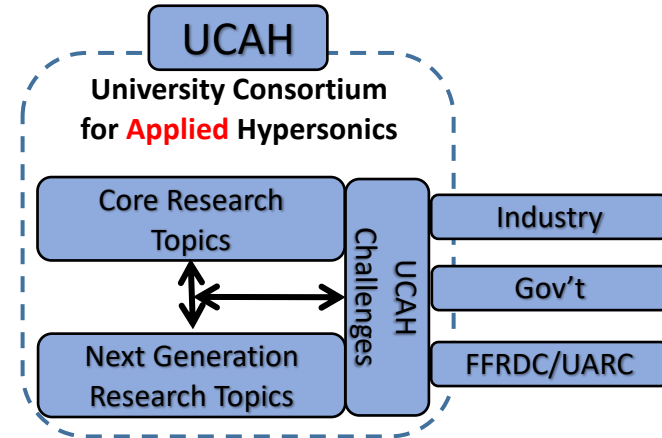 UCAH
University Consortium
for Applied Hypersonics
Core Research
Topics
UCAH
Challenges
Industry
Gov't
FFRDC/UARC
Next Generation
Research Topics